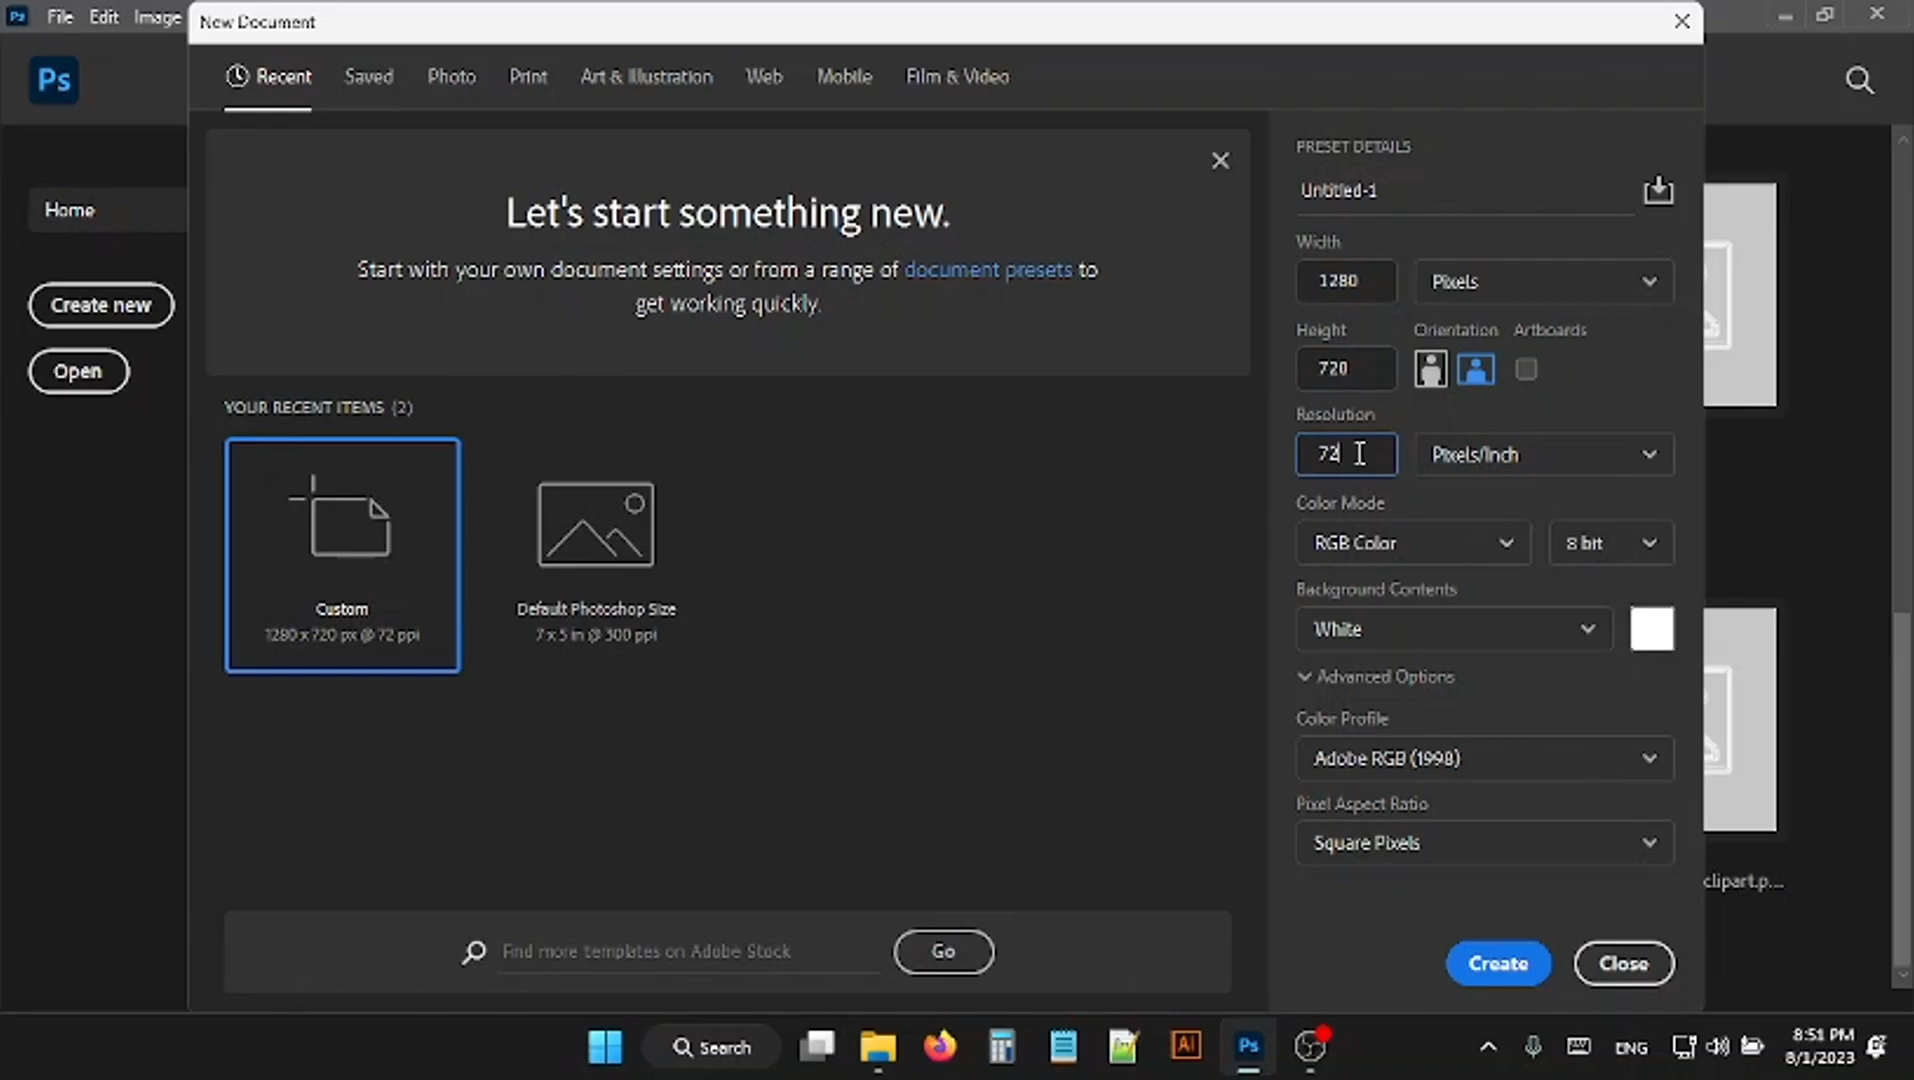 Ps File Edit Image
New Document
Ps
Recent Saved Photo Print Art & Illustration Web Mobile Film & Video
Home
Create new
Open
Let's start something new.
Start with your own document settings or from a range of document presets to
get working quickly.
YOUR RECENT ITEMS (2)
Custom
1280 x 720 px @ 72 ppi
Default Photoshop Size
7 x 5 in @ 300 ppi
Find more templates on Adobe Stock
Go
PRESET DETAILS
Untitled-1
Width
1280 Pixels
Height Orientation Artboards
720
Resolution
72 Pixels/Inch
Color Mode
RGB Color 8 bit
Background Contents
White
Advanced Options
Color Profile
Adobe RGB (1998)
Pixel Aspect Ratio
Square Pixels
Create Close
clipart.p...
Search
Ai
Ps
ENG
8:51 PM
8/1/2023